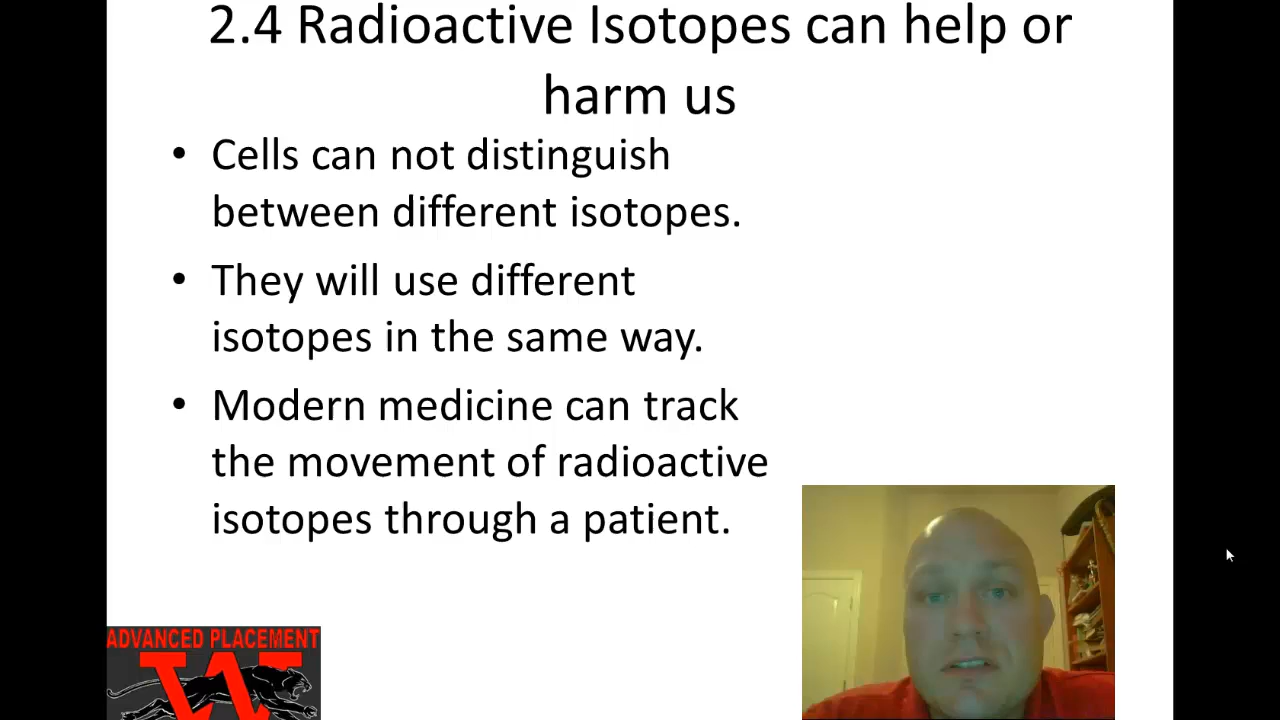 2.4 Radioactive Isotopes can help or
harm us
• Cells can not distinguish
between different isotopes.
• They will use different
isotopes in the same way.
• Modern medicine can track
the movement of radioactive
isotopes through a patient.
ADVANCED PLACEMENT
W